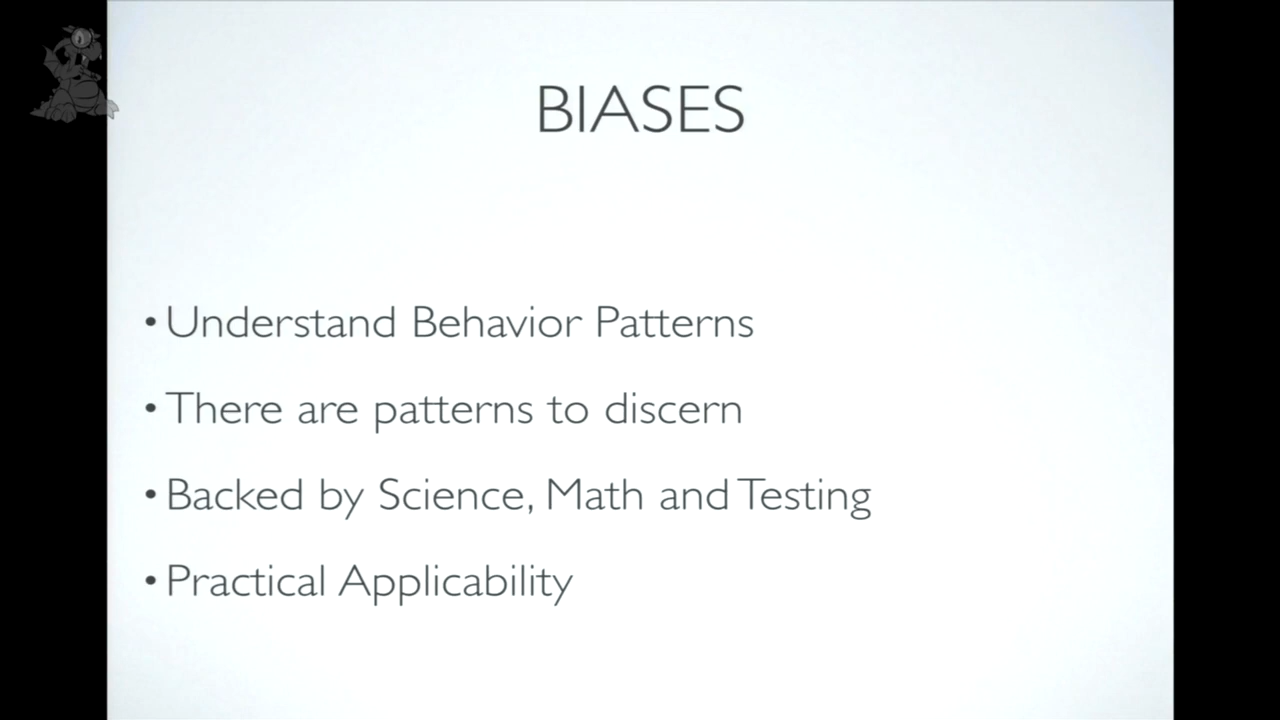 BIASES
• Understand Behavior Patterns
• There are patterns to discern
• Backed by Science, Math and Testing
• Practical Applicability